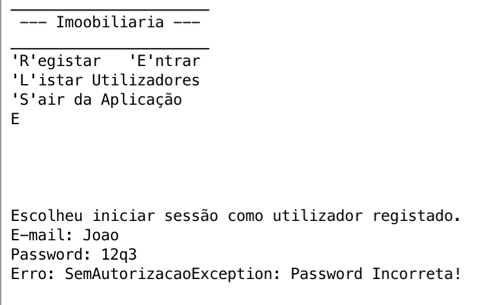 --- Imoobiliaria ---
'R'egistar 'E'ntrar
'L'istar Utilizadores
'S'air da Aplicação
E
Escolheu iniciar sessão como utilizador registado.
E-mail: Joao
Password: 12q3
Erro: SemAutorizacaoException: Password Incorreta!